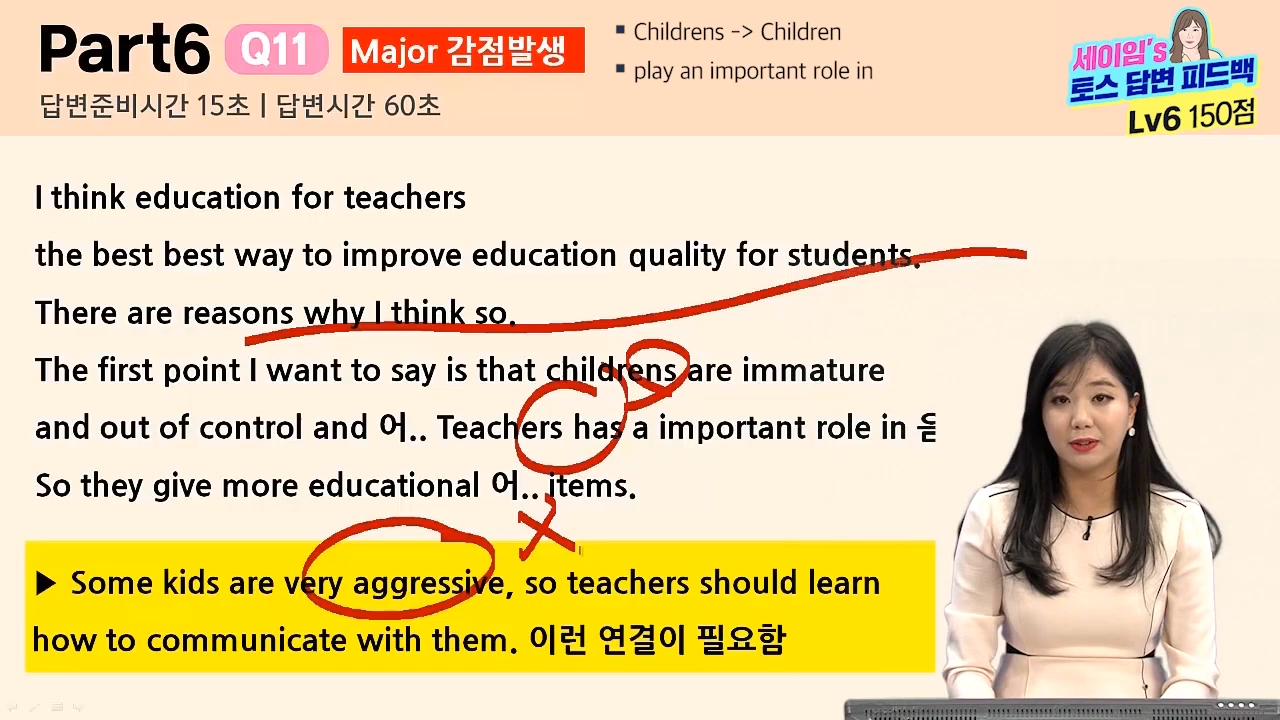 Part6 Q11 Major 감점발생
답변준비시간 15초 | 답변시간 60초
▪ Childrens -> Children
▪ play an important role in
세이임's
토스 답변 피드백
Lv6 150점
I think education for teachers
the best best way to improve education quality for students.
There are reasons why I think so.
The first point I want to say is that childrens are immature
and out of control and 어.. Teachers has a important role in
So they give more educational 어.. items.
▶ Some kids are very aggressive, so teachers should learn
how to communicate with them. 이런 연결이 필요함